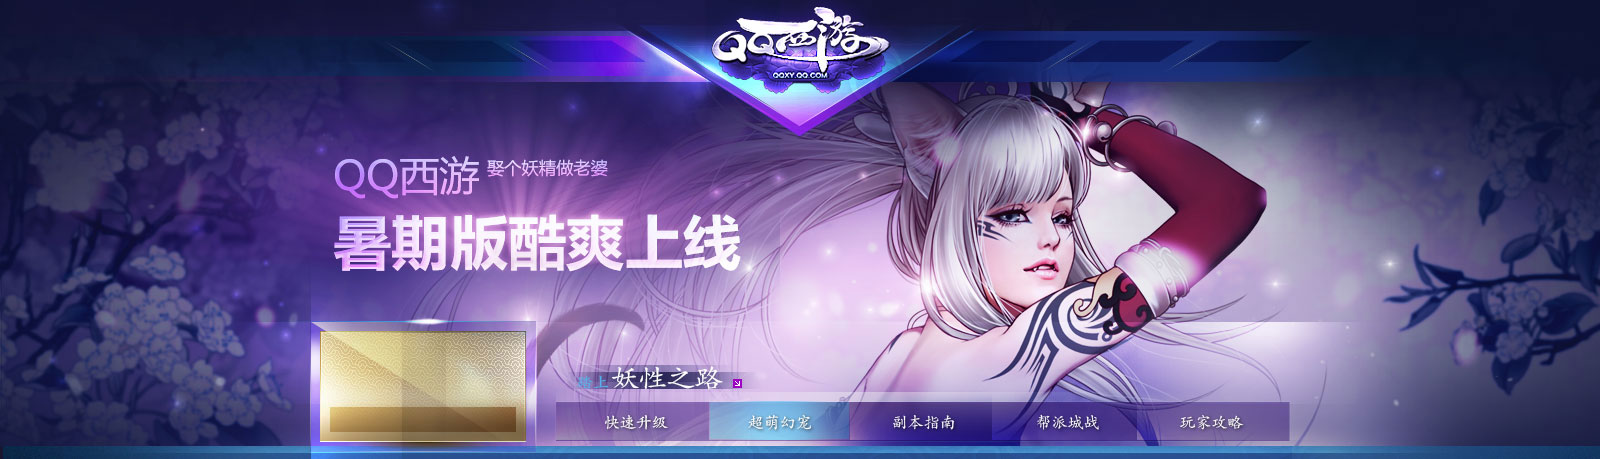 QQ西游
QQXY.QQ.COM
QQ西游 娶个妖精做老婆
暑期版酷爽上线
踏上 妖性之路
快速升级 超萌幻宠 副本指南 帮派城战 玩家攻略